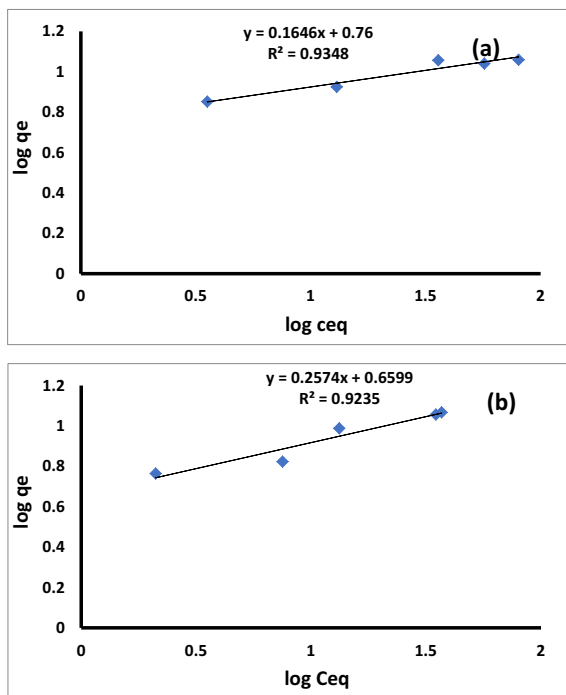 y = 0.1646x + 0.76
R² = 0.9348
(a)
1.2
1
0.8
0.6
0.4
0.2
0
log qe
0
0.5
1
1.5
2
log ceq
y = 0.2574x + 0.6599
R² = 0.9235
(b)
1.2
1
0.8
0.6
0.4
0.2
0
log qe
0
0.5
1
1.5
2
log Ceq